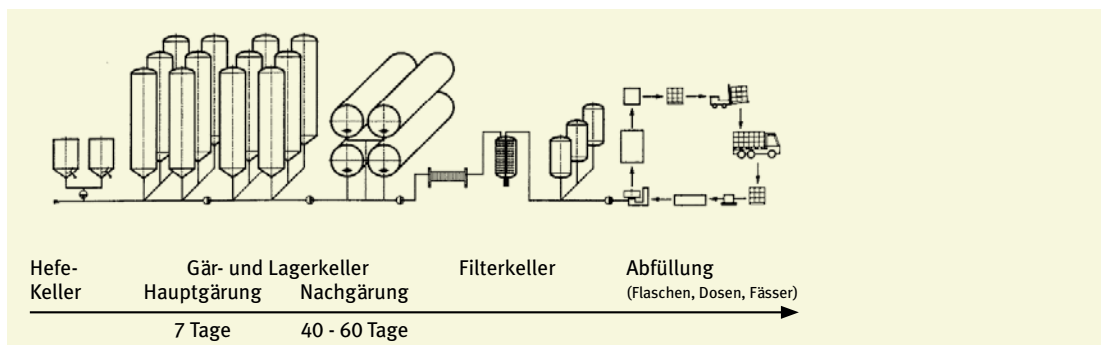 Hefe-
Keller
Gär- und Lagerkeller
Hauptgärung Nachgärung
Filterkeller
Abfüllung
(Flaschen, Dosen, Fässer)
7 Tage 40 - 60 Tage